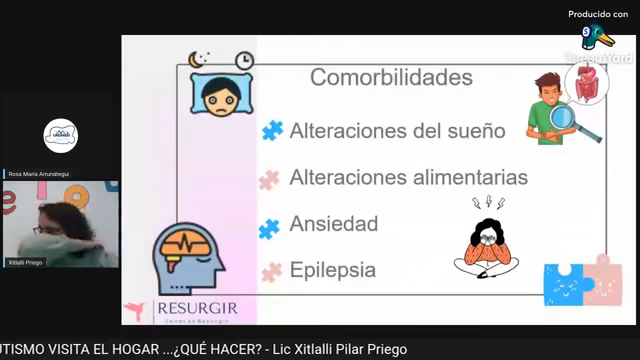 Producido con
StreamYard
Comorbilidades
Alteraciones del sueño
Alteraciones alimentarias
Ansiedad
Epilepsia
Rosa María Arrunátegui
Xitlalli Priego
RESURGIR
UTISMO VISITA EL HOGAR ...¿QUÉ HACER? - Lic Xitlalli Pilar Priego